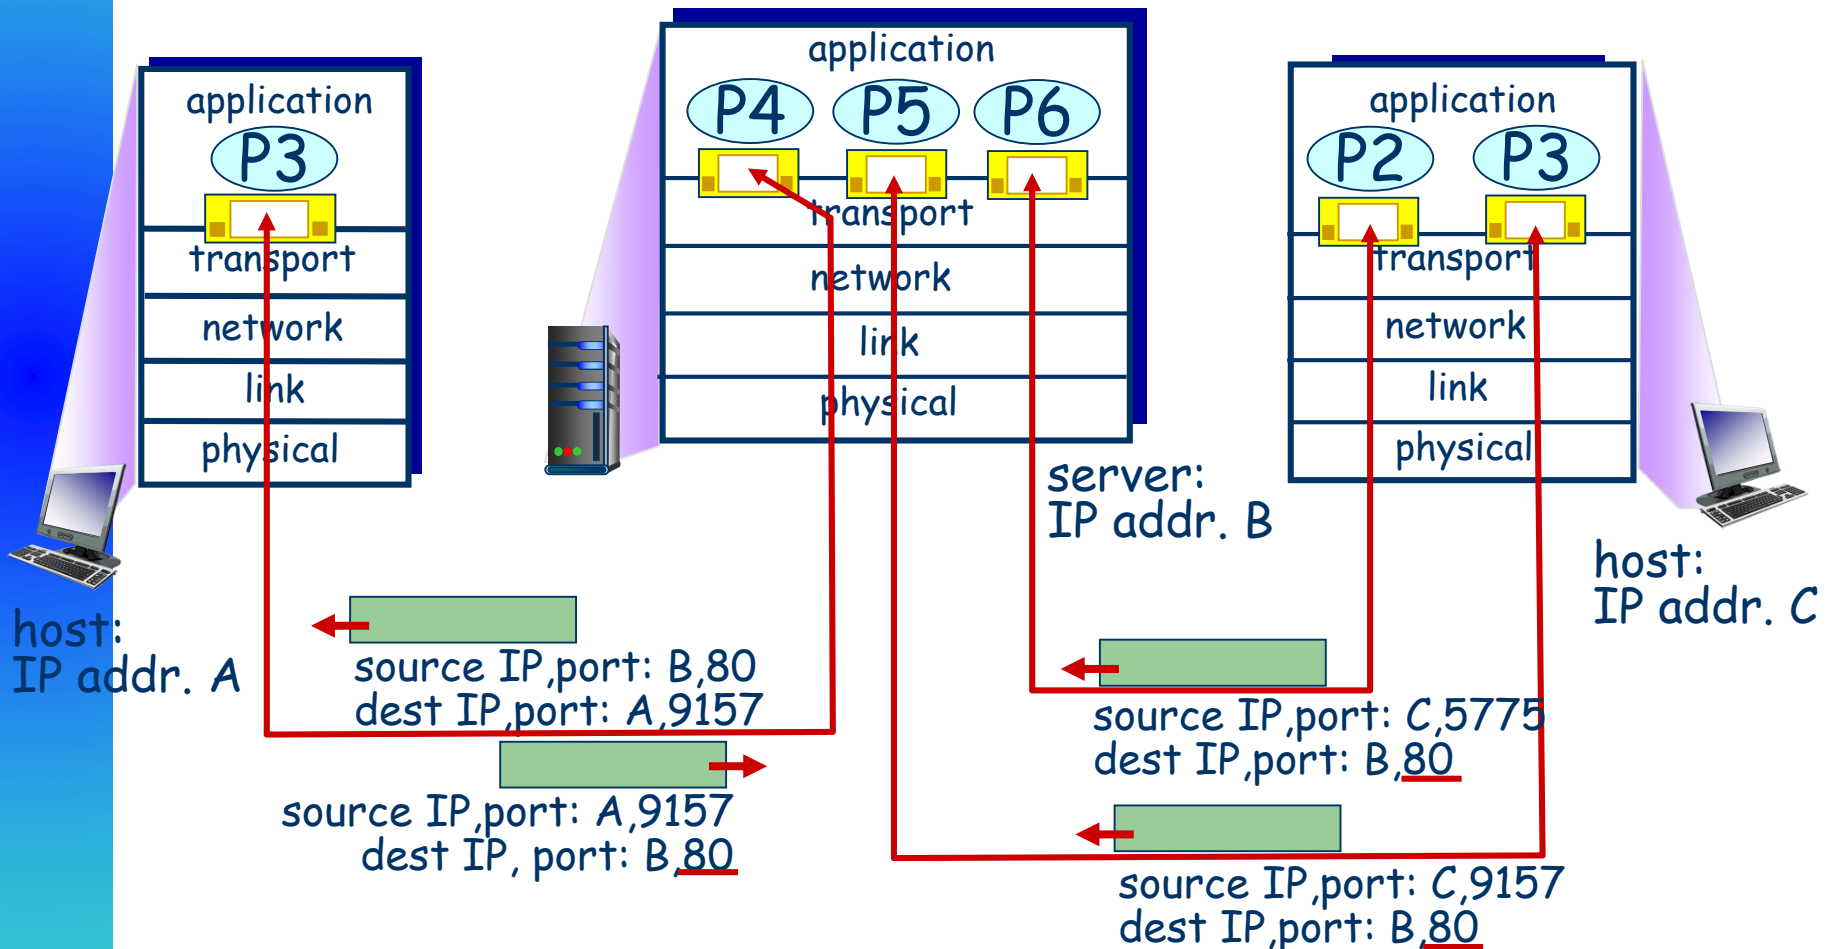 application
P3
transport
network
link
physical
host:
IP addr. A
application
P4 P5 P6
transport
network
link
physical
server:
IP addr. B
application
P2 P3
transport
network
link
physical
host:
IP addr. C
source IP,port: B,80
dest IP,port: A,9157
source IP,port: A,9157
dest IP, port: B,80
source IP,port: C,5775
dest IP,port: B,80
source IP,port: C,9157
dest IP,port: B,80